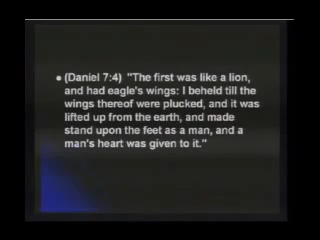 • (Daniel 7:4)  "The first was like a lion,
and had eagle's wings: I beheld till the
wings thereof were plucked, and it was
lifted up from the earth, and made
stand upon the feet as a man, and a
man's heart was given to it."